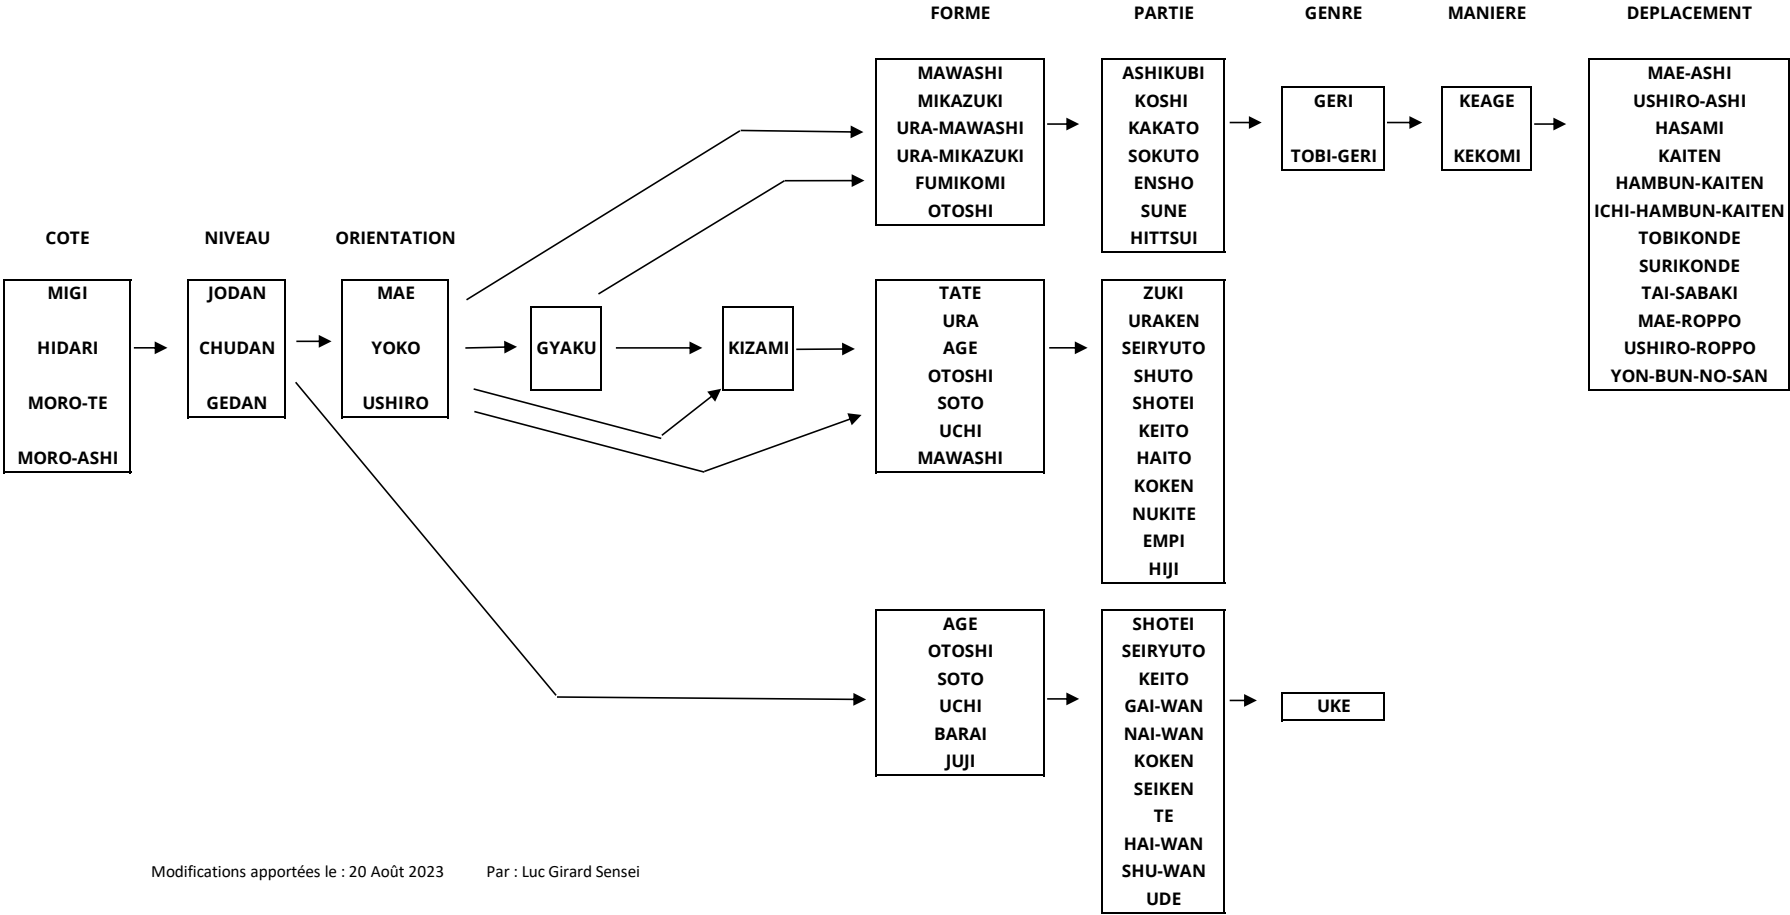 FORME
PARTIE
GENRE
MANIERE
DEPLACEMENT
MAWASHI
MIKAZUKI
URA-MAWASHI
URA-MIKAZUKI
FUMIKOMI
OTOSHI
ASHIKUBI
KOSHI
KAKATO
SOKUTO
ENSHO
SUNE
HITTSUI
GERI
TOBI-GERI
KEAGE
KEKOMI
MAE-ASHI
USHIRO-ASHI
HASAMI
KAITEN
HAMBUN-KAITEN
ICHI-HAMBUN-KAITEN
TOBIKONDE
SURIKONDE
TAI-SABAKI
MAE-ROPPO
USHIRO-ROPPO
YON-BUN-NO-SAN
COTE
NIVEAU
ORIENTATION
MIGI
HIDARI
MORO-TE
MORO-ASHI
JODAN
CHUDAN
GEDAN
MAE
YOKO
USHIRO
GYAKU
KIZAMI
TATE
URA
AGE
OTOSHI
SOTO
UCHI
MAWASHI
ZUKI
URAKEN
SEIRYUTO
SHUTO
SHOTEI
KEITO
HAITO
KOKEN
NUKITE
EMPI
HIJI
AGE
OTOSHI
SOTO
UCHI
BARAI
JUJI
SHOTEI
SEIRYUTO
KEITO
GAI-WAN
NAI-WAN
KOKEN
SEIKEN
TE
HAI-WAN
SHU-WAN
UDE
UKE
Modifications apportées le : 20 Août 2023 Par : Luc Girard Sensei